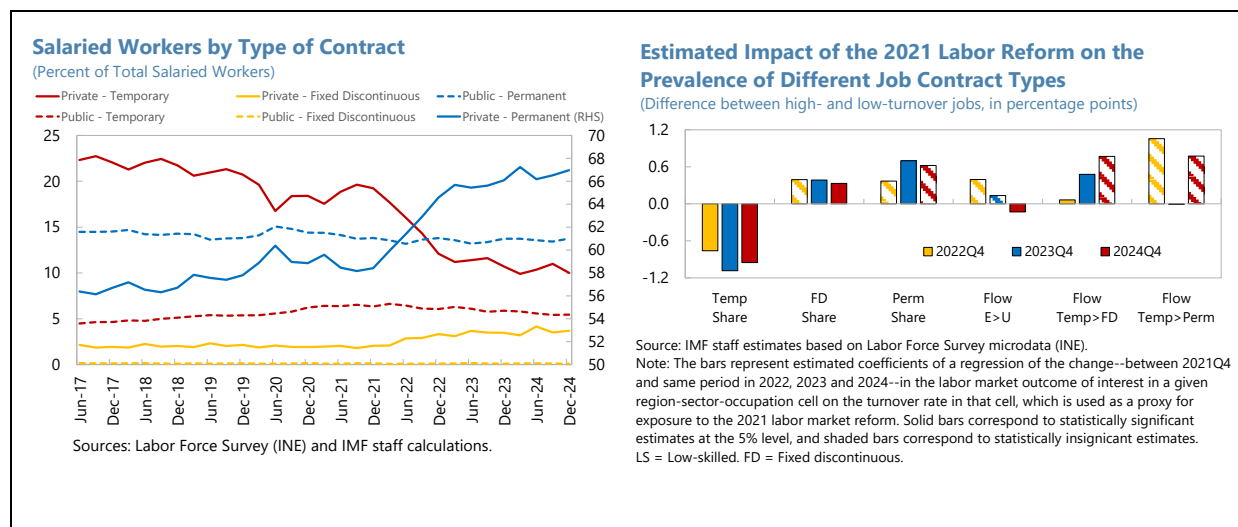 Salaried Workers by Type of Contract
(Percent of Total Salaried Workers)
Private - Temporary
Private - Fixed Discontinuous
Public - Permanent
Public - Temporary
Public - Fixed Discontinuous
Private - Permanent (RHS)
25
20
15
10
5
0
70
68
66
64
62
60
58
56
54
52
50
Jun-17
Dec-17
Jun-18
Dec-18
Jun-19
Dec-19
Jun-20
Dec-20
Jun-21
Dec-21
Jun-22
Dec-22
Jun-23
Dec-23
Jun-24
Dec-24
Sources: Labor Force Survey (INE) and IMF staff calculations.
Estimated Impact of the 2021 Labor Reform on the
Prevalence of Different Job Contract Types
(Difference between high- and low-turnover jobs, in percentage points)
1.2
0.6
0.0
-0.6
-1.2
2022Q4
2023Q4
2024Q4
Temp
Share
FD
Share
Perm
Share
Flow
E>U
Flow
Temp>FD
Flow
Temp>Perm
Source: IMF staff estimates based on Labor Force Survey microdata (INE).
Note: The bars represent estimated coefficients of a regression of the change--between 2021Q4
and same period in 2022, 2023 and 2024--in the labor market outcome of interest in a given
region-sector-occupation cell on the turnover rate in that cell, which is used as a proxy for
exposure to the 2021 labor market reform. Solid bars correspond to statistically significant
estimates at the 5% level, and shaded bars correspond to statistically insignicant estimates.
LS = Low-skilled. FD = Fixed discontinuous.